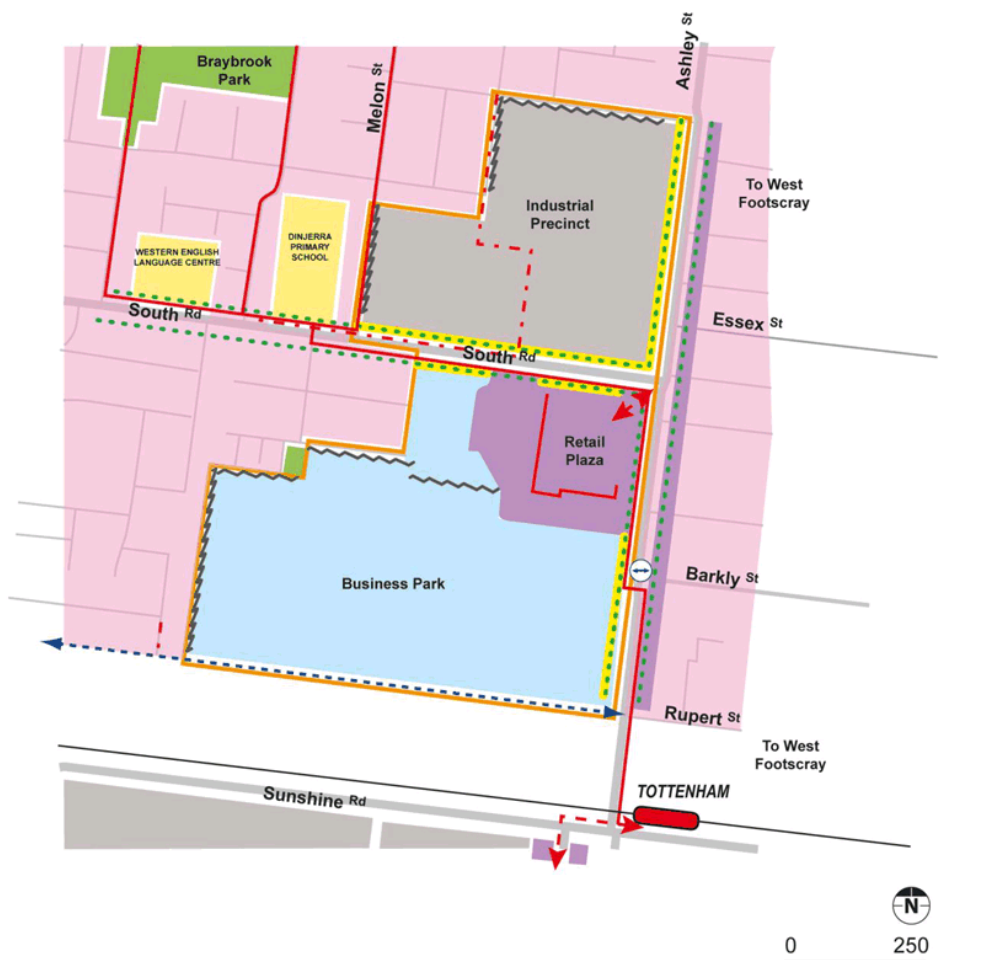 Ashley St
Braybrook
Park
Melon St
To West
Footscray
Industrial
Precinct
DINJERRA
PRIMARY
SCHOOL
WESTERN ENGLISH
LANGUAGE CENTRE
South Rd
Essex St
South Rd
Retail
Plaza
Business Park
Barkly St
Rupert St
To West
Footscray
TOTTENHAM
Sunshine Rd
N
0 250